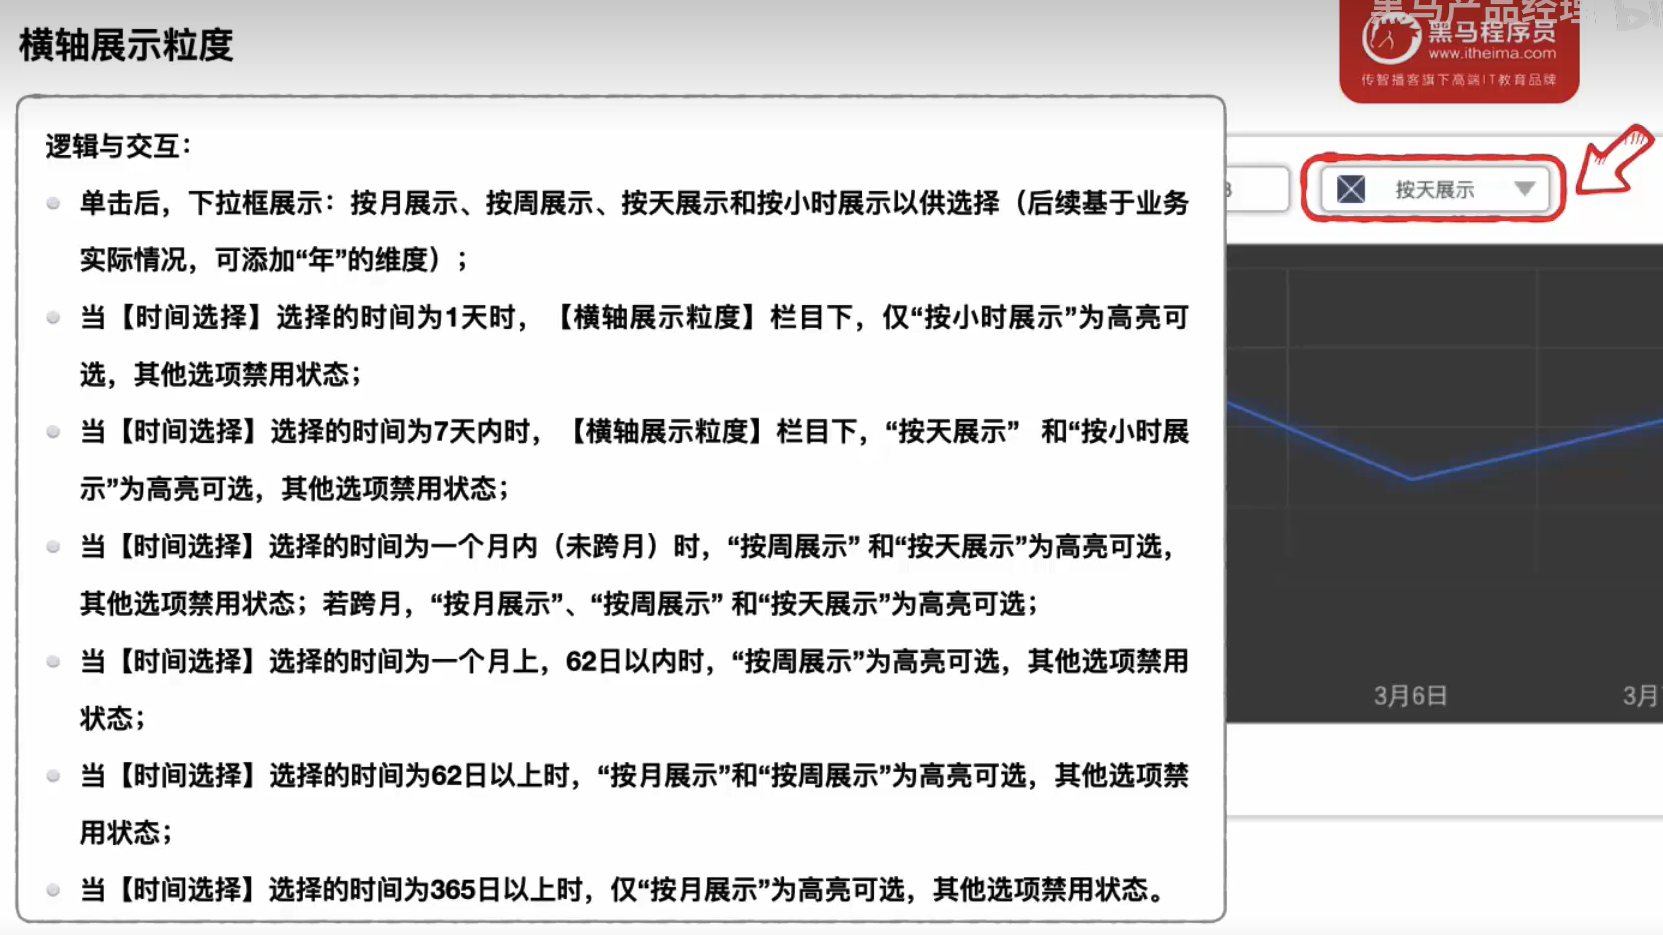 横轴展示粒度
黑马产品经理
黑马程序员
www.itheima.com
传智播客旗下高端IT教育品牌
逻辑与交互：
单击后，下拉框展示：按月展示、按周展示、按天展示和按小时展示以供选择（后续基于业务
实际情况，可添加“年”的维度）；
当【时间选择】选择的时间为1天时，【横轴展示粒度】栏目下，仅“按小时展示”为高亮可
选，其他选项禁用状态；
当【时间选择】选择的时间为7天内时，【横轴展示粒度】栏目下，“按天展示” 和“按小时展
示”为高亮可选，其他选项禁用状态；
当【时间选择】选择的时间为一个月内（未跨月）时，“按周展示” 和“按天展示”为高亮可选，
其他选项禁用状态；若跨月，“按月展示”、“按周展示” 和“按天展示”为高亮可选；
当【时间选择】选择的时间为一个月上，62日以内时，“按周展示”为高亮可选，其他选项禁用
状态；
当【时间选择】选择的时间为62日以上时，“按月展示”和“按周展示”为高亮可选，其他选项禁
用状态；
当【时间选择】选择的时间为365日以上时，仅“按月展示”为高亮可选，其他选项禁用状态。
按天展示
3月6日
3月